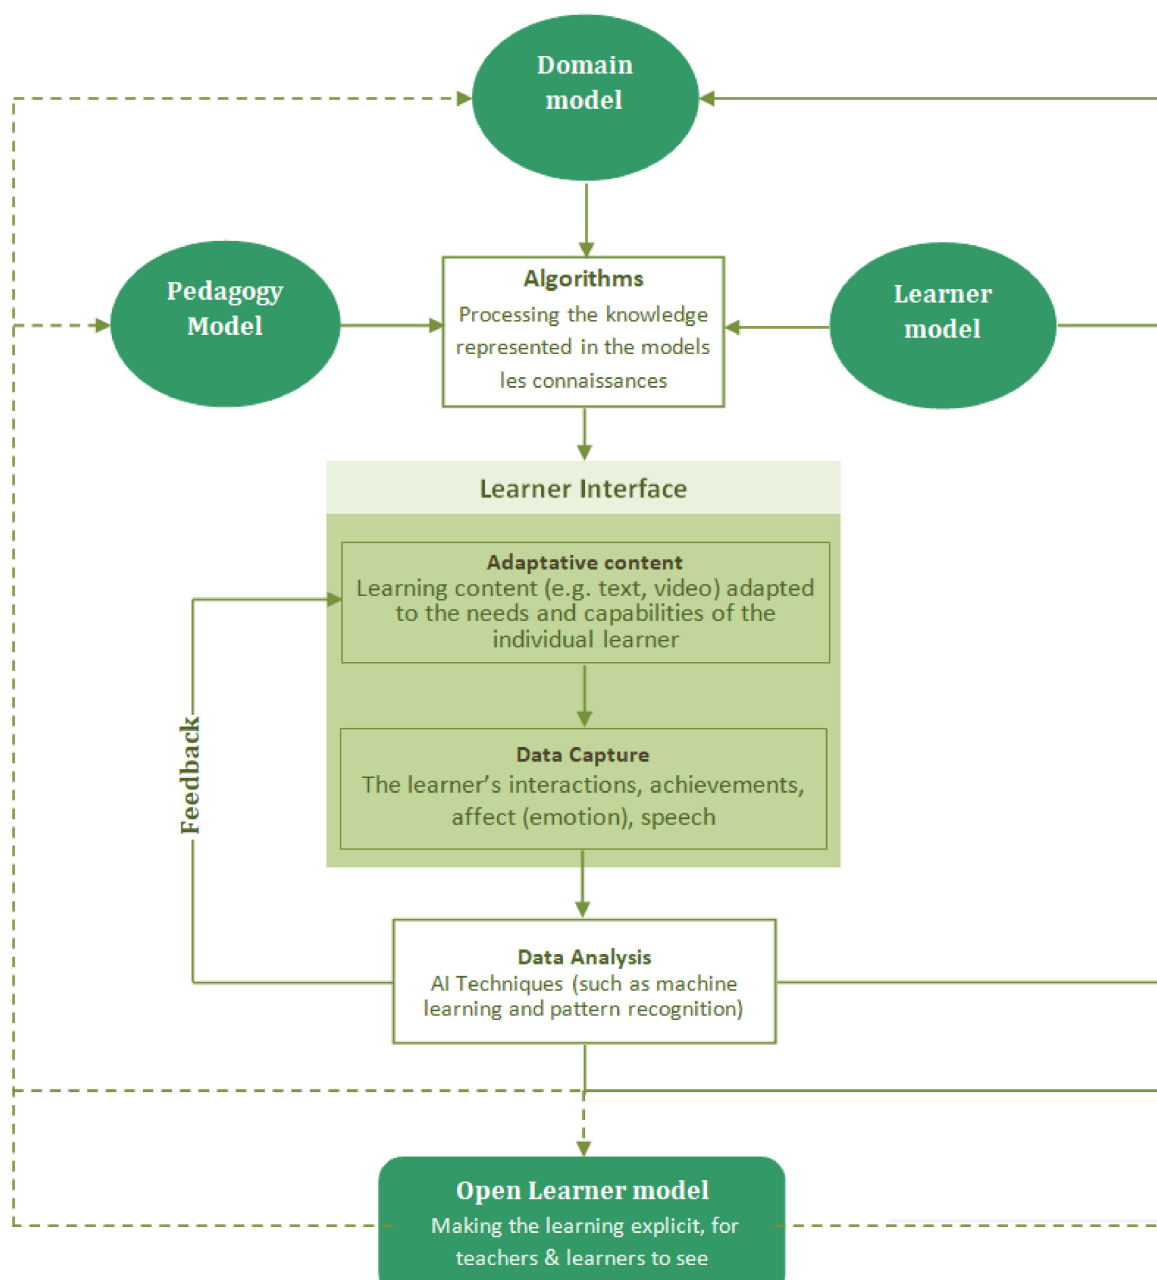 Domain
model
Pedagogy
Model
Algorithms
Processing the knowledge
represented in the models
les connaissances
Learner
model
Learner Interface
Adaptative content
Learning content (e.g. text, video) adapted
to the needs and capabilities of the
individual learner
Feedback
Data Capture
The learner’s interactions, achievements,
affect (emotion), speech
Data Analysis
AI Techniques (such as machine
learning and pattern recognition)
Open Learner model
Making the learning explicit, for
teachers & learners to see